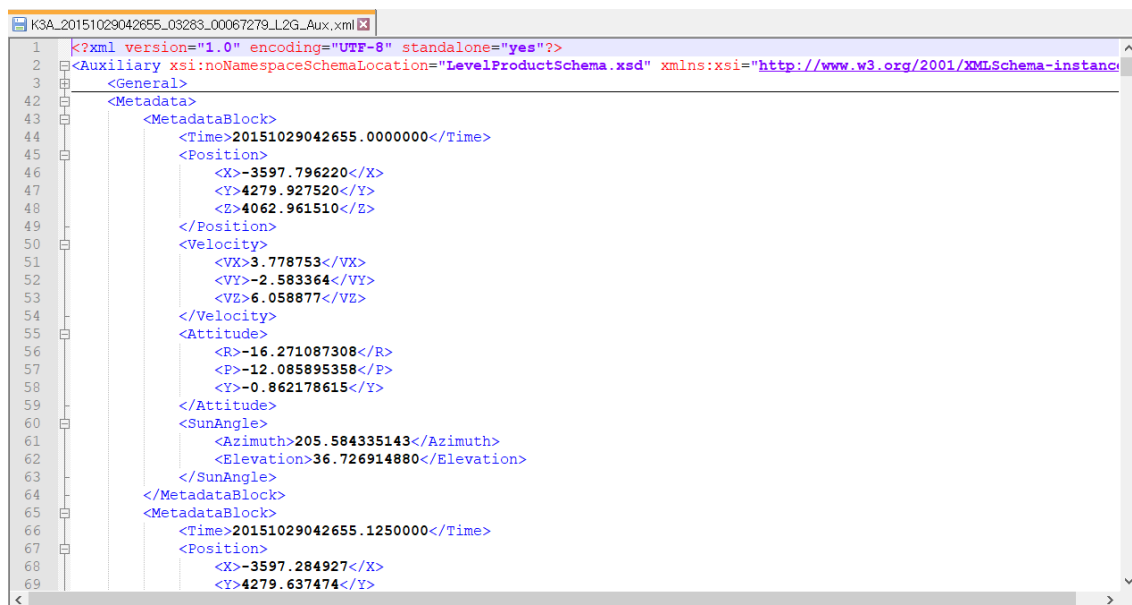 K3A_20151029042655_03283_00067279_L2G_Aux.xml
1 <?xml version="1.0" encoding="UTF-8" standalone="yes"?>
2 <Auxiliary xsi:noNamespaceSchemaLocation="LevelProductSchema.xsd" xmlns:xsi="http://www.w3.org/2001/XMLSchema-instance
3 <General>
42 <Metadata>
43 <MetadataBlock>
44 <Time>20151029042655.0000000</Time>
45 <Position>
46 <X>-3597.796220</X>
47 <Y>4279.927520</Y>
48 <Z>4062.961510</Z>
49 </Position>
50 <Velocity>
51 <VX>3.778753</VX>
52 <VY>-2.583364</VY>
53 <VZ>6.058877</VZ>
54 </Velocity>
55 <Attitude>
56 <R>-16.271087308</R>
57 <P>-12.085895358</P>
58 <Y>-0.862178615</Y>
59 </Attitude>
60 <SunAngle>
61 <Azimuth>205.584335143</Azimuth>
62 <Elevation>36.726914880</Elevation>
63 </SunAngle>
64 </MetadataBlock>
65 <MetadataBlock>
66 <Time>20151029042655.1250000</Time>
67 <Position>
68 <X>-3597.284927</X>
69 <Y>4279.637474</Y>